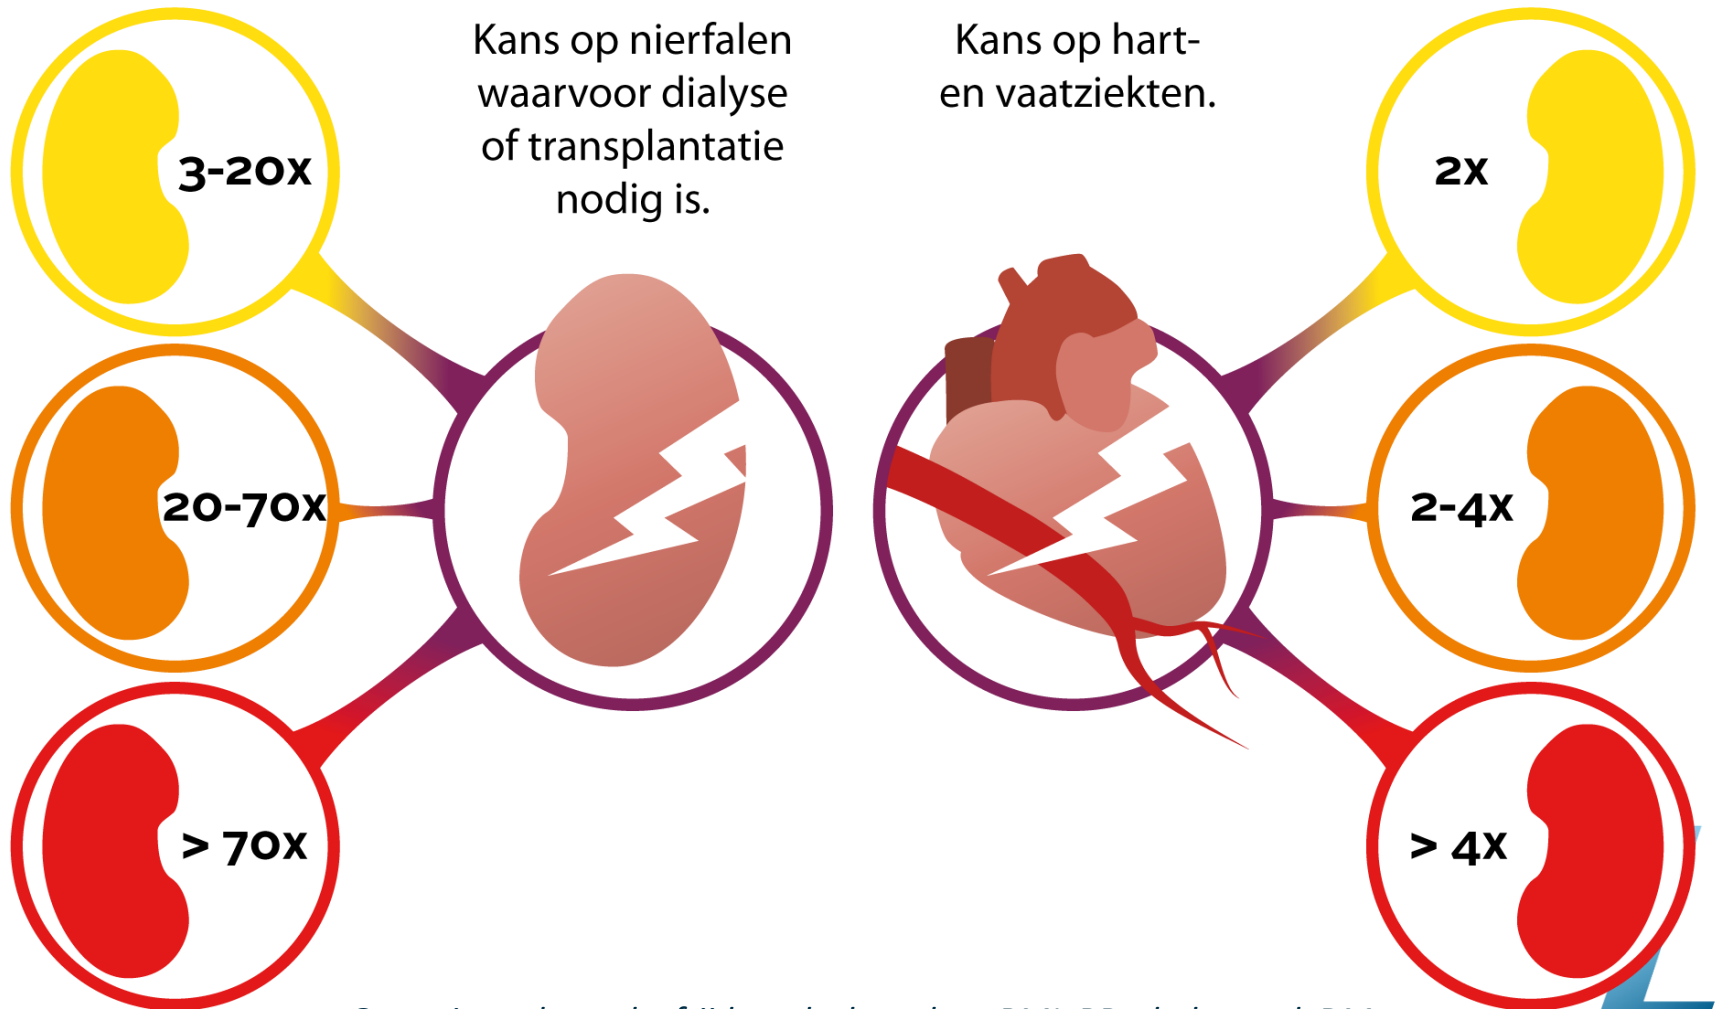 Kans op nierfalen
waarvoor dialyse
of transplantatie
nodig is.
Kans op hart-
en vaatziekten.
3-20x
20-70x
> 70x
2x
2-4x
> 4x